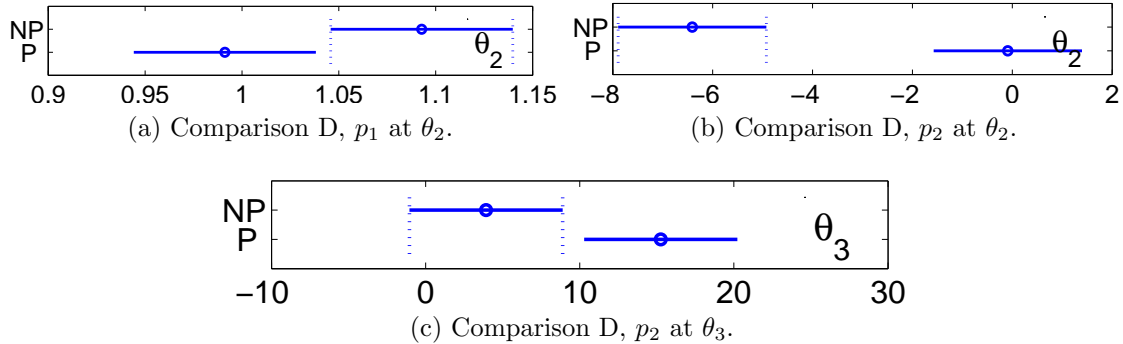 NP
P
θ2
0.9 0.95 1 1.05 1.10 1.15
(a) Comparison D, p1 at θ2.
NP
P
θ2
−8 −6 −4 −2 0 2
(b) Comparison D, p2 at θ2.
NP
P
θ3
−10 0 10 20 30
(c) Comparison D, p2 at θ3.